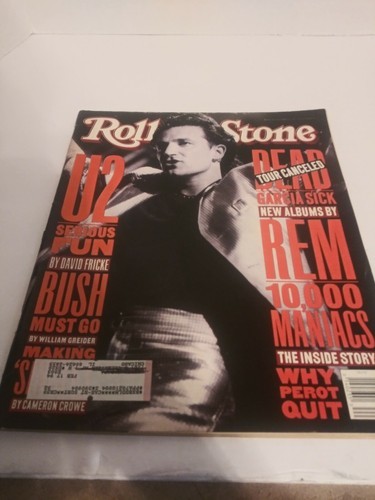 Rolling Stone
U2
SERIOUS
FUN
BY DAVID FRICKE
BUSH
MUST GO
BY WILLIAM GREIDER
MAKING
BY CAMERON CROWE
DEAD
TOUR CANCELED
GARCIA SICK
NEW ALBUMS BY
REM
10,000
MANIACS
THE INSIDE STORY
WHY
PEROT
QUIT